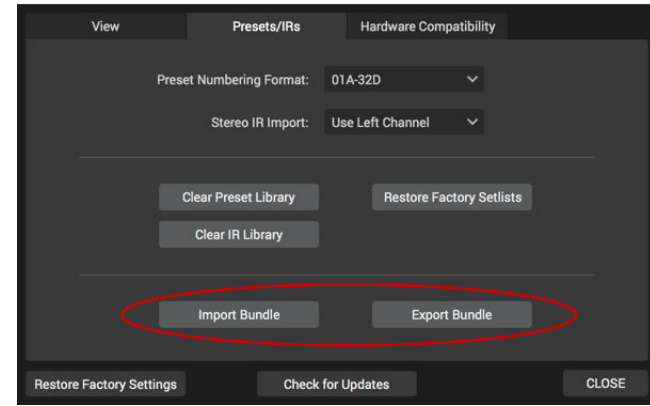 View Presets/IRs Hardware Compatibility
Preset Numbering Format: 01A-32D
Stereo IR Import: Use Left Channel
Clear Preset Library Restore Factory Setlists
Clear IR Library
Import Bundle Export Bundle
Restore Factory Settings Check for Updates CLOSE